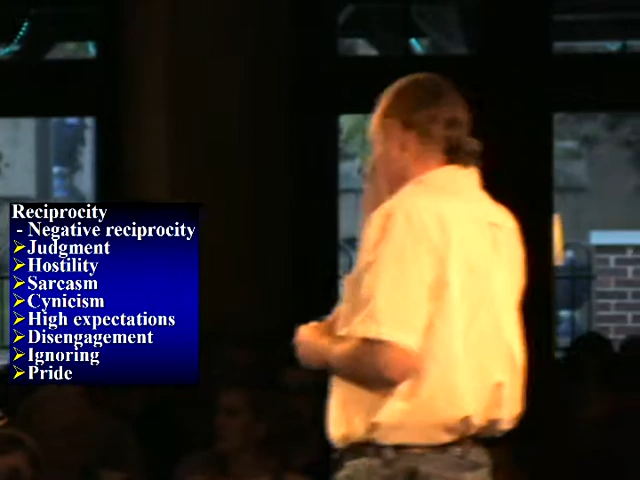 Reciprocity
- Negative reciprocity
➢Judgment
➢Hostility
➢Sarcasm
➢Cynicism
➢High expectations
➢Disengagement
➢Ignoring
➢Pride